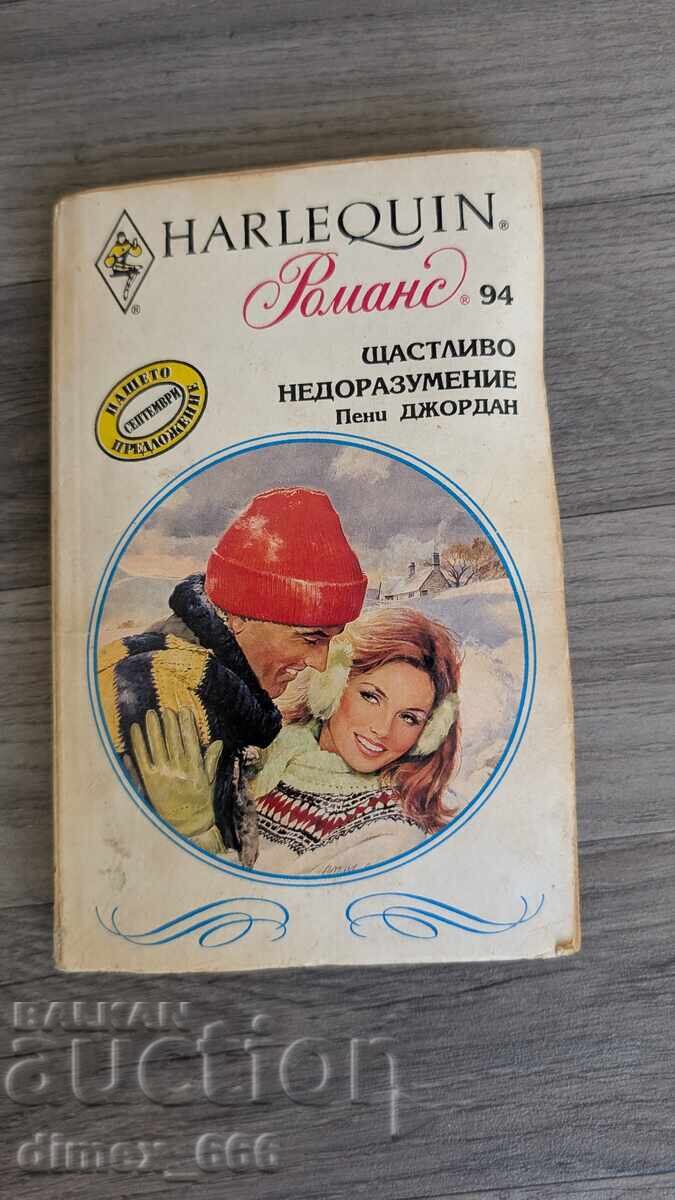 HARLEQUIN®
Романс® 94
ЩАСТЛИВО
НЕДОРАЗУМЕНИЕ
Пени ДЖОРДАН
НАШЕТО
СЕПТЕМВРИ
ПРЕДЛОЖЕНИЕ
®
BALKAN
auction
dimex_666